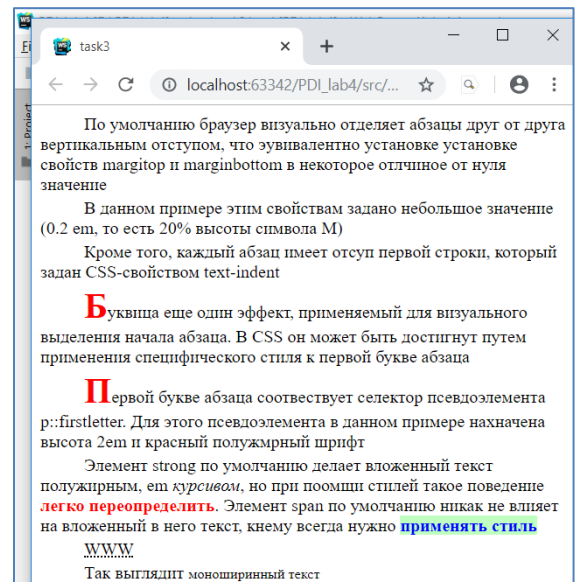 task3
localhost:63342/PDI_lab4/src/...
1: Project
По умолчанию браузер визуально отделяет абзацы друг от друга
вертикальным отступом, что эувивалентно установке установке
свойств margitop и marginbottom в некоторое отлчиное от нуля
значение
В данном примере этим свойствам задано небольшое значение
(0.2 em, то есть 20% высоты символа М)
Кроме того, каждый абзац имеет отсуп первой строки, который
задан CSS-свойством text-indent
Буквица еще один эффект, применяемый для визуального
выделения начала абзаца. В CSS он может быть достигнут путем
применения специфического стиля к первой букве абзаца
Первой букве абзаца соотвествует селектор псевдоэлемента
p::firstletter. Для этого псевдоэлемента в данном примере нахначена
высота 2em и красный полужмрный шрифт
Элемент strong по умолчанию делает вложенный текст
полужирным, em курсивом, но при поомщи стилей такое поведение
легко переопределить. Элемент span по умолчанию никак не влияет
на вложенный в него текст, кнему всегда нужно применять стиль
WWW
Так выглядит моноширинный текст